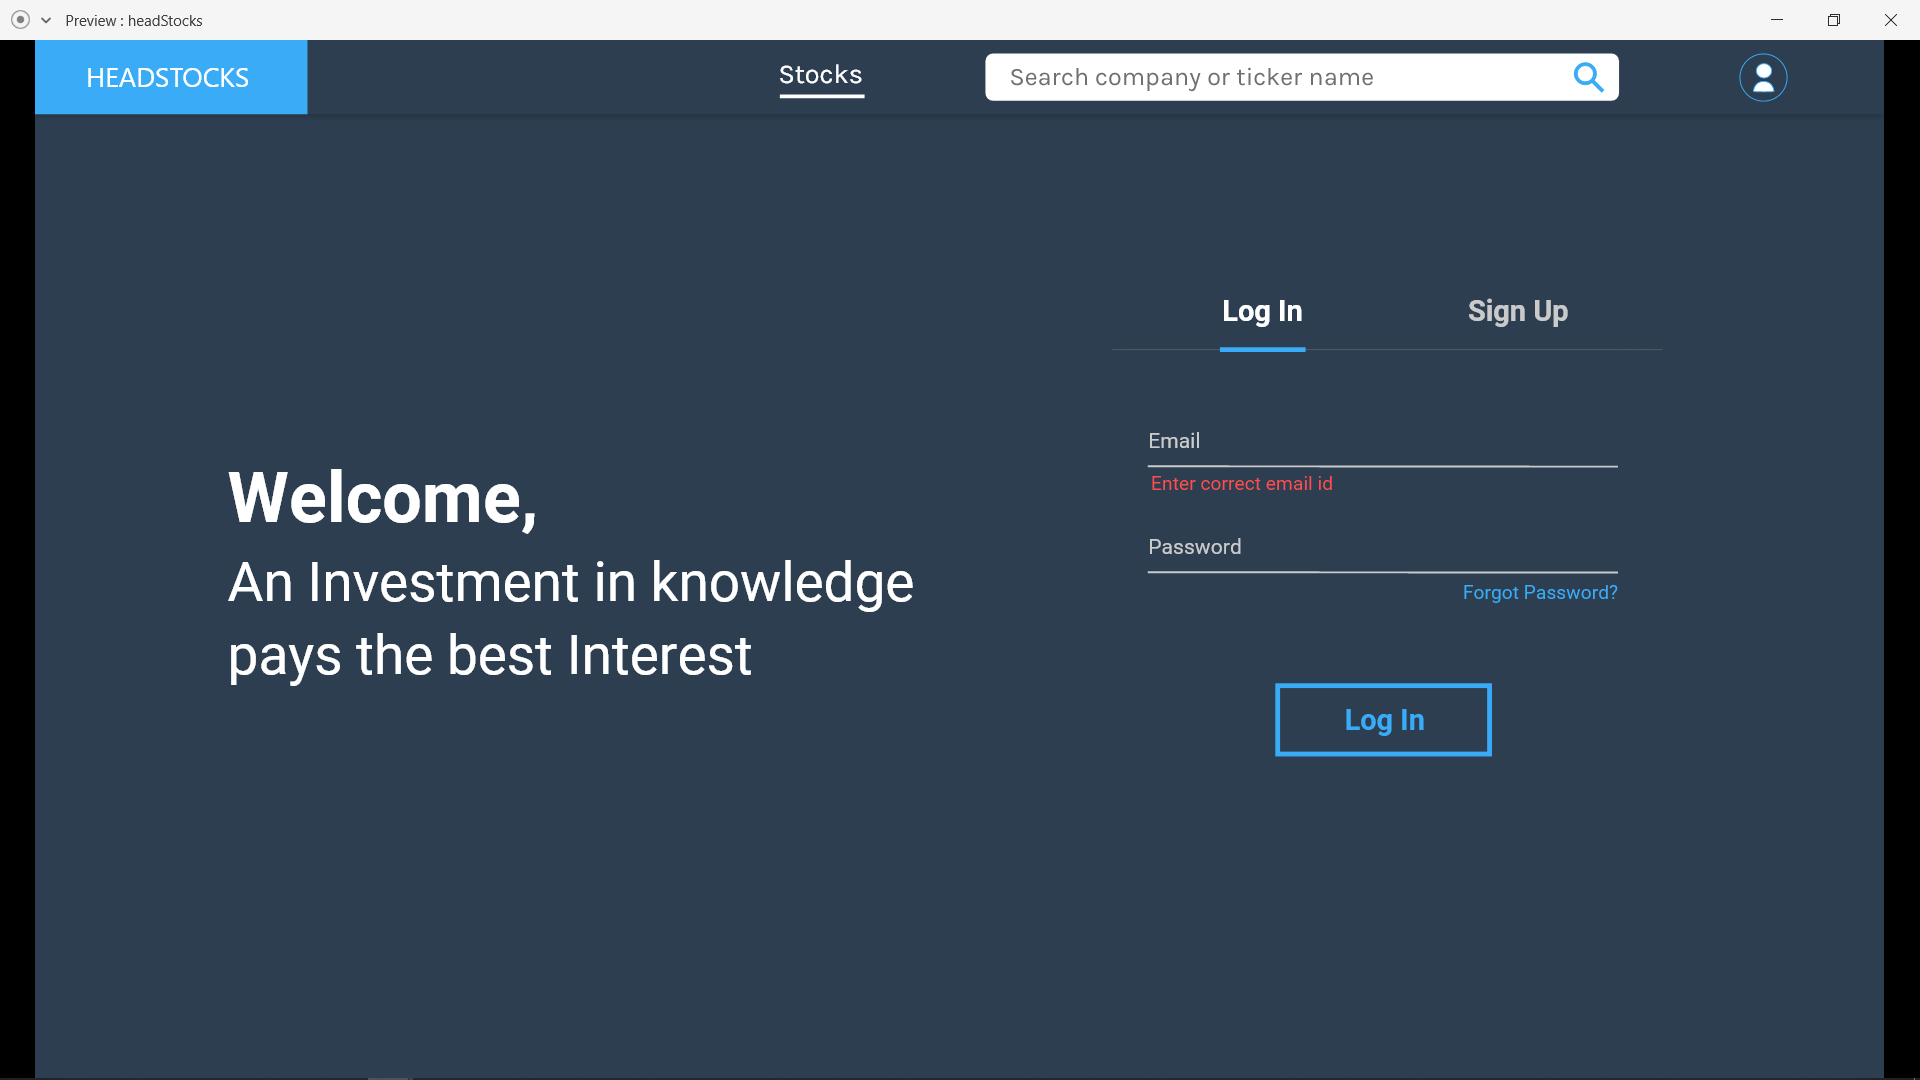 Preview : headStocks
HEADSTOCKS
Stocks
Search company or ticker name
Log In
Sign Up
Welcome,
An Investment in knowledge
pays the best Interest
Email
Enter correct email id
Password
Forgot Password?
Log In